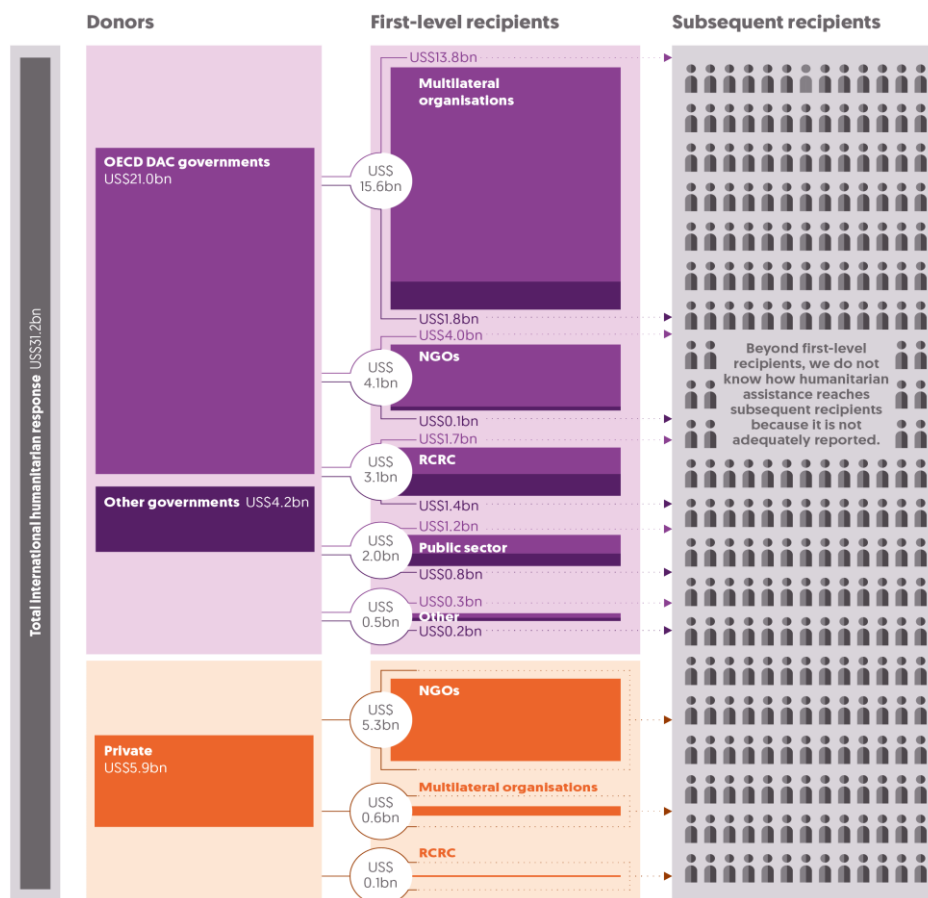 Donors
First-level recipients
Subsequent recipients
Total International humanitarian response US$31.2bn
OECD DAC governments
US$21.0bn
Other governments US$4.2bn
US$13.8bn
Multilateral
organisations
US$
15.6bn
US$1.8bn
US$4.0bn
NGOs
US$
4.1bn
US$0.1bn
US$1.7bn
RCRC
US$
3.1bn
US$1.4bn
US$1.2bn
Public sector
US$
2.0bn
US$0.8bn
US$0.3bn
Other
US$
0.5bn
US$0.2bn
Private
US$5.9bn
NGOs
US$
5.3bn
Multilateral organisations
US$
0.6bn
RCRC
US$
0.1bn
Beyond first-level
recipients, we do not
know how humanitarian
assistance reaches
subsequent recipients
because it is not
adequately reported.